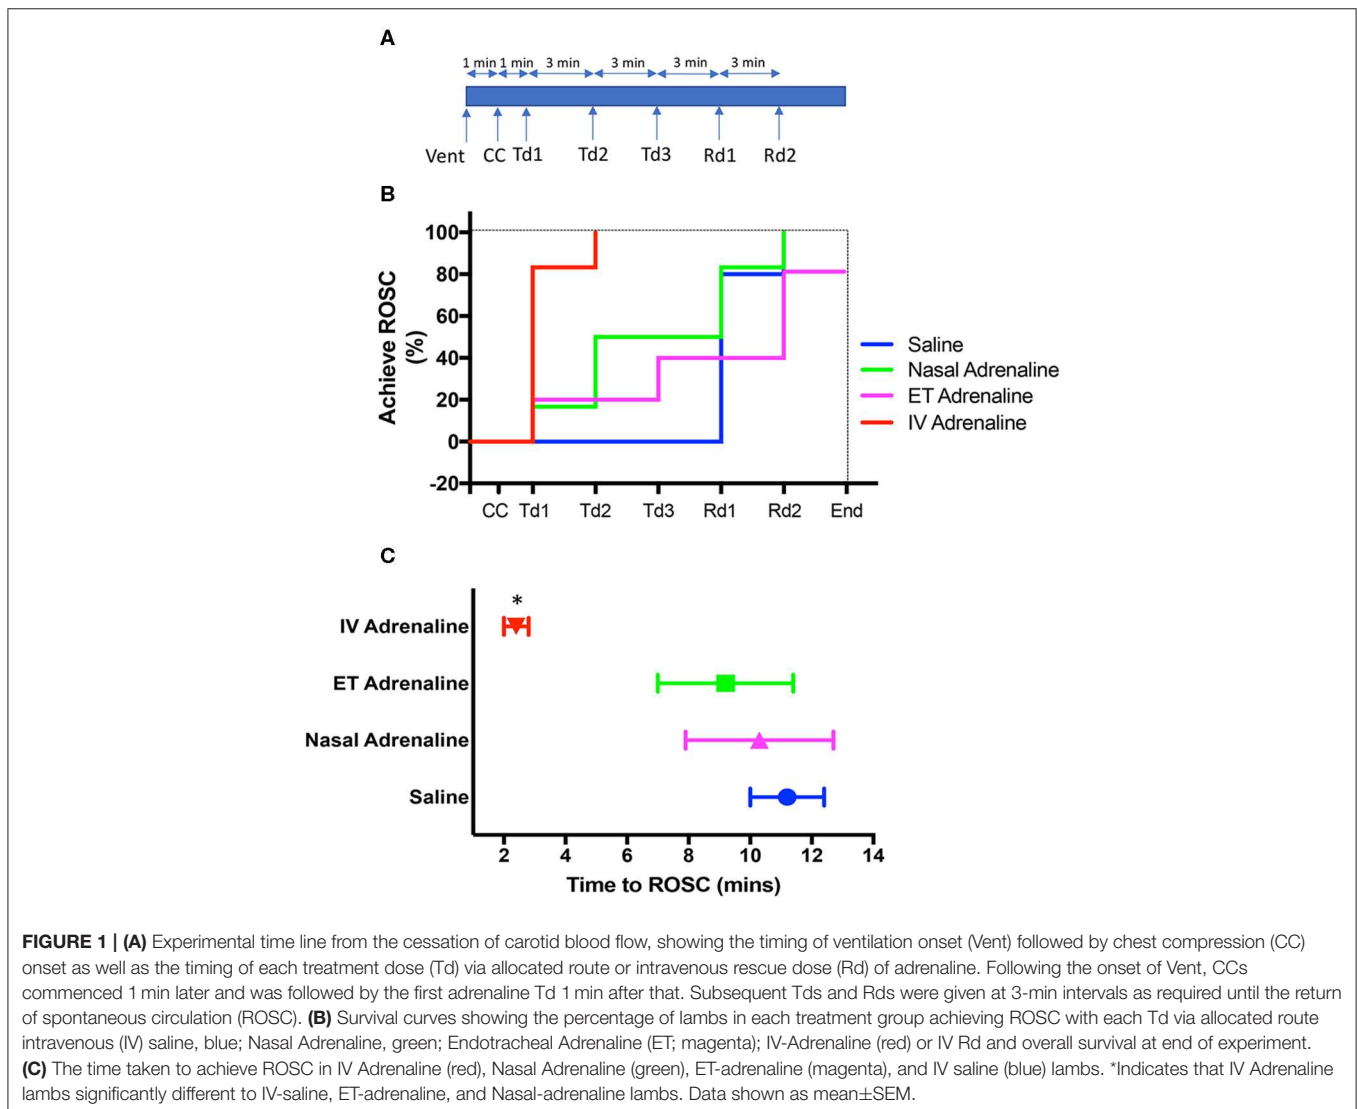 A
1 min 1 min 3 min 3 min 3 min 3 min
Vent CC Td1 Td2 Td3 Rd1 Rd2
B
Achieve ROSC
(%)
100
80
60
40
20
0
-20
CC Td1 Td2 Td3 Rd1 Rd2 End
Saline
Nasal Adrenaline
ET Adrenaline
IV Adrenaline
C
*
IV Adrenaline
ET Adrenaline
Nasal Adrenaline
Saline
2 4 6 8 10 12 14
Time to ROSC (mins)
FIGURE 1 | (A) Experimental time line from the cessation of carotid blood flow, showing the timing of ventilation onset (Vent) followed by chest compression (CC)
onset as well as the timing of each treatment dose (Td) via allocated route or intravenous rescue dose (Rd) of adrenaline. Following the onset of Vent, CCs
commenced 1 min later and was followed by the first adrenaline Td 1 min after that. Subsequent Tds and Rds were given at 3-min intervals as required until the return
of spontaneous circulation (ROSC). (B) Survival curves showing the percentage of lambs in each treatment group achieving ROSC with each Td via allocated route
intravenous (IV) saline, blue; Nasal Adrenaline, green; Endotracheal Adrenaline (ET; magenta); IV-Adrenaline (red) or IV Rd and overall survival at end of experiment.
(C) The time taken to achieve ROSC in IV Adrenaline (red), Nasal Adrenaline (green), ET-adrenaline (magenta), and IV saline (blue) lambs. *Indicates that IV Adrenaline
lambs significantly different to IV-saline, ET-adrenaline, and Nasal-adrenaline lambs. Data shown as mean±SEM.